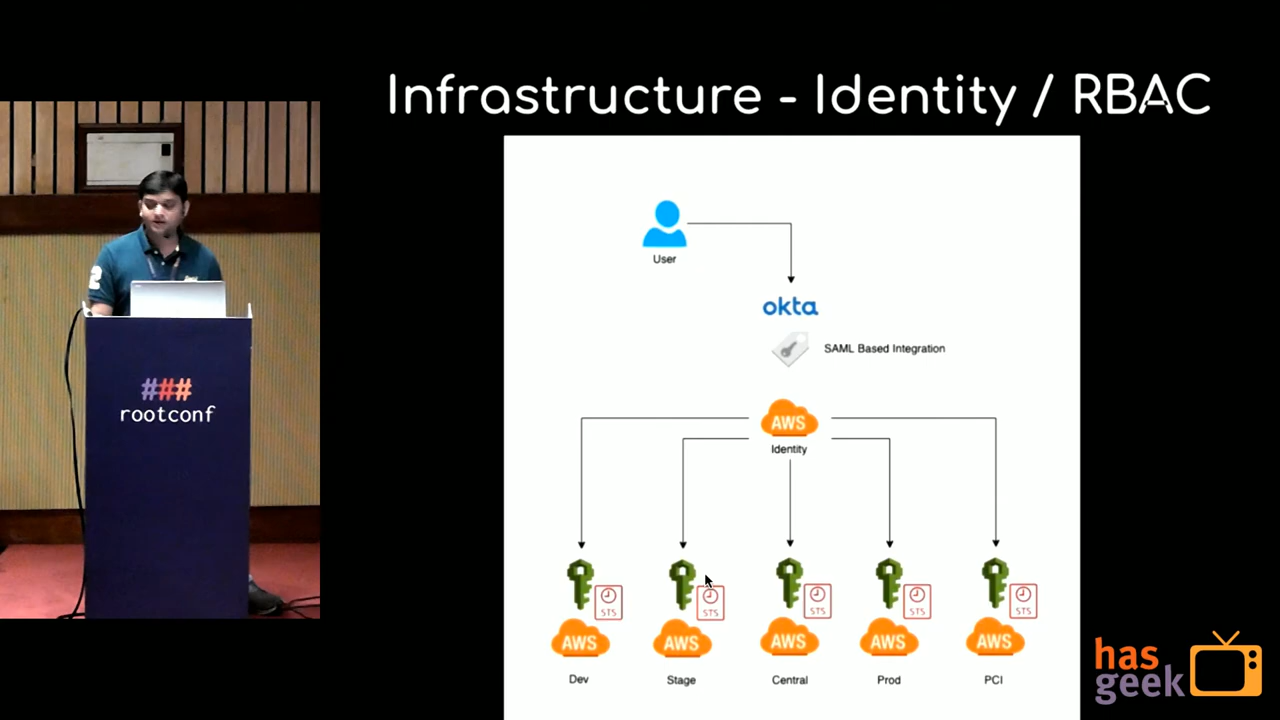 Infrastructure - Identity / RBAC
User
okta
SAML Based Integration
AWS
Identity
STS
STS
STS
STS
STS
AWS
AWS
AWS
AWS
AWS
Dev
Stage
Central
Prod
PCI
2
###
rootconf
has
geek